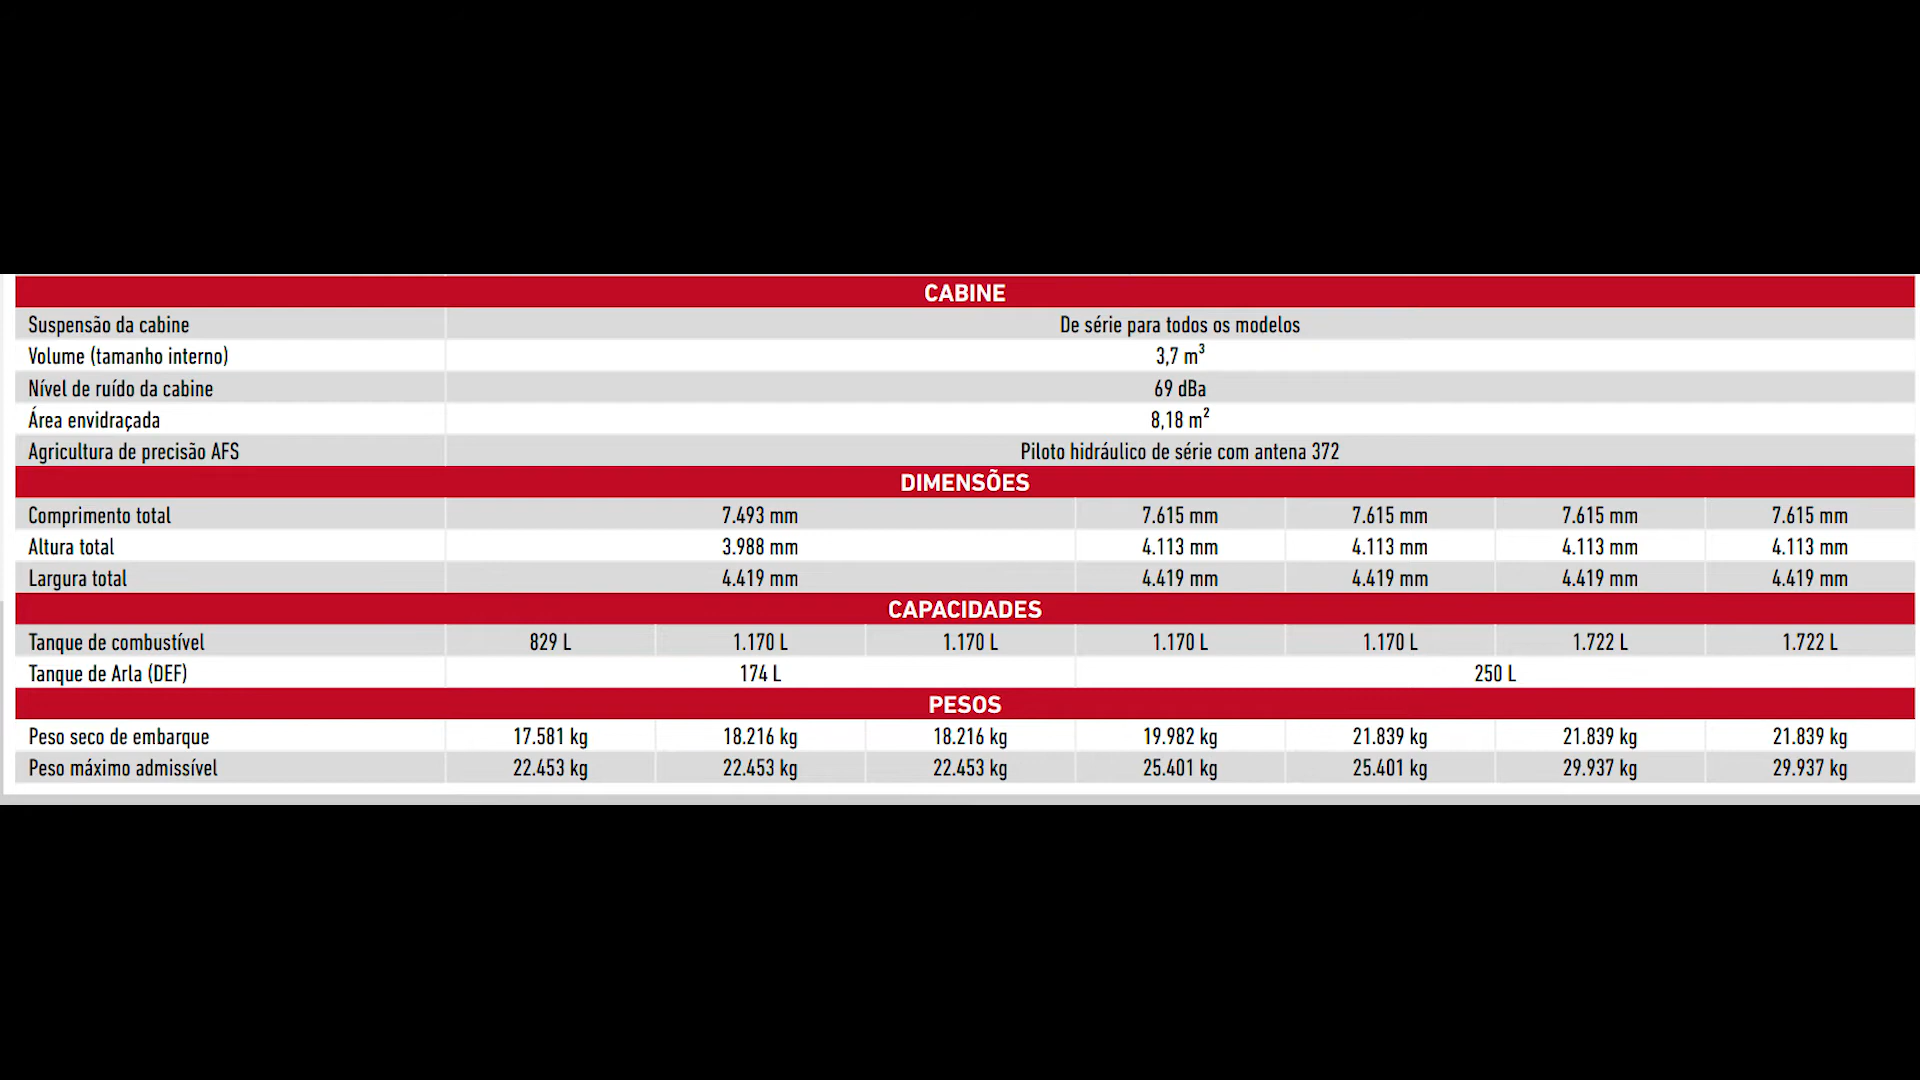 CABINE
Suspensão da cabine De série para todos os modelos
Volume (tamanho interno) 3,7 m³
Nível de ruído da cabine 69 dBa
Área envidraçada 8,18 m²
Agricultura de precisão AFS Piloto hidráulico de série com antena 372
DIMENSÕES
Comprimento total 7.493 mm 7.615 mm 7.615 mm 7.615 mm 7.615 mm
Altura total 3.988 mm 4.113 mm 4.113 mm 4.113 mm 4.113 mm
Largura total 4.419 mm 4.419 mm 4.419 mm 4.419 mm 4.419 mm
CAPACIDADES
Tanque de combustível 829 L 1.170 L 1.170 L 1.170 L 1.170 L 1.722 L 1.722 L
Tanque de Arla (DEF) 174 L 250 L
PESOS
Peso seco de embarque 17.581 kg 18.216 kg 18.216 kg 19.982 kg 21.839 kg 21.839 kg 21.839 kg
Peso máximo admissível 22.453 kg 22.453 kg 22.453 kg 25.401 kg 25.401 kg 29.937 kg 29.937 kg